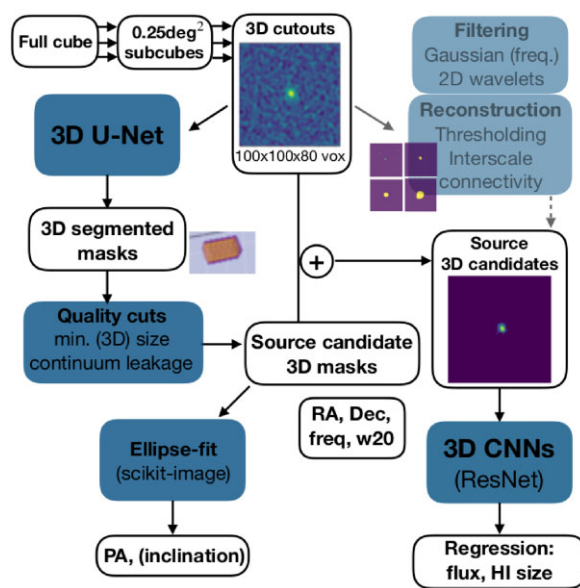 Full cube
0.25deg²
subcubes
3D cutouts
100x100x80 vox
Filtering
Gaussian (freq.)
2D wavelets
Reconstruction
Thresholding
Interscale
connectivity
3D U-Net
3D segmented
masks
Quality cuts
min. (3D) size
continuum leakage
+
Source candidate
3D masks
Source
3D candidates
RA, Dec,
freq, w20
Ellipse-fit
(scikit-image)
3D CNNs
(ResNet)
PA, (inclination)
Regression:
flux, HI size